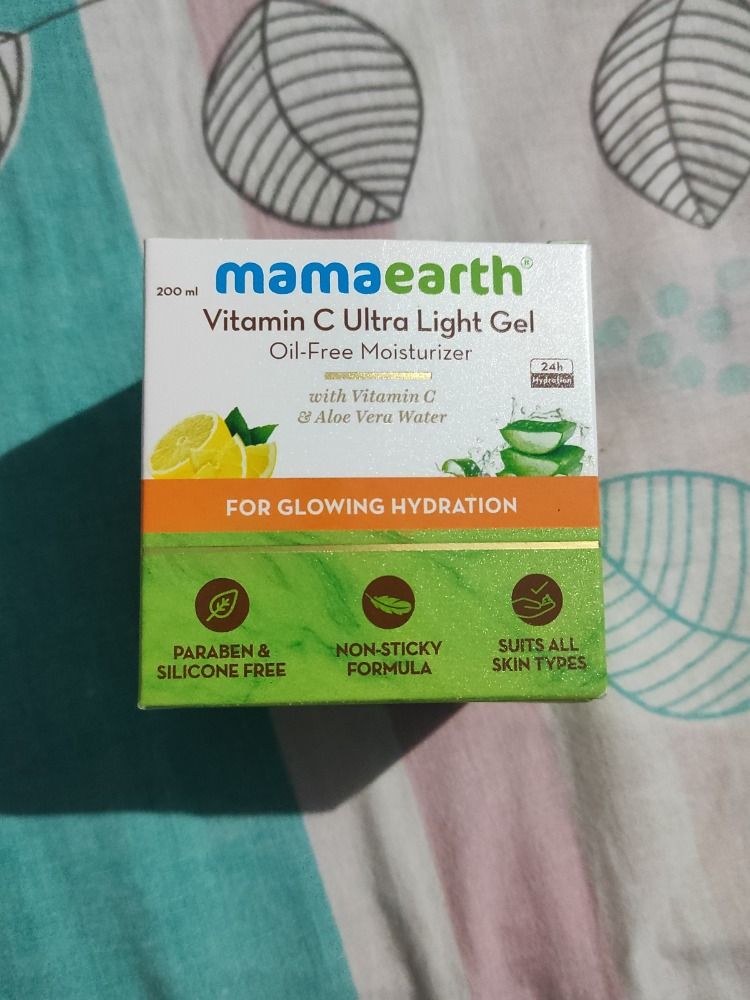 mamaearth®
200 ml
Vitamin C Ultra Light Gel
Oil-Free Moisturizer
24h
Hydration
with Vitamin C
& Aloe Vera Water
FOR GLOWING HYDRATION
PARABEN &
SILICONE FREE
NON-STICKY
FORMULA
SUITS ALL
SKIN TYPES